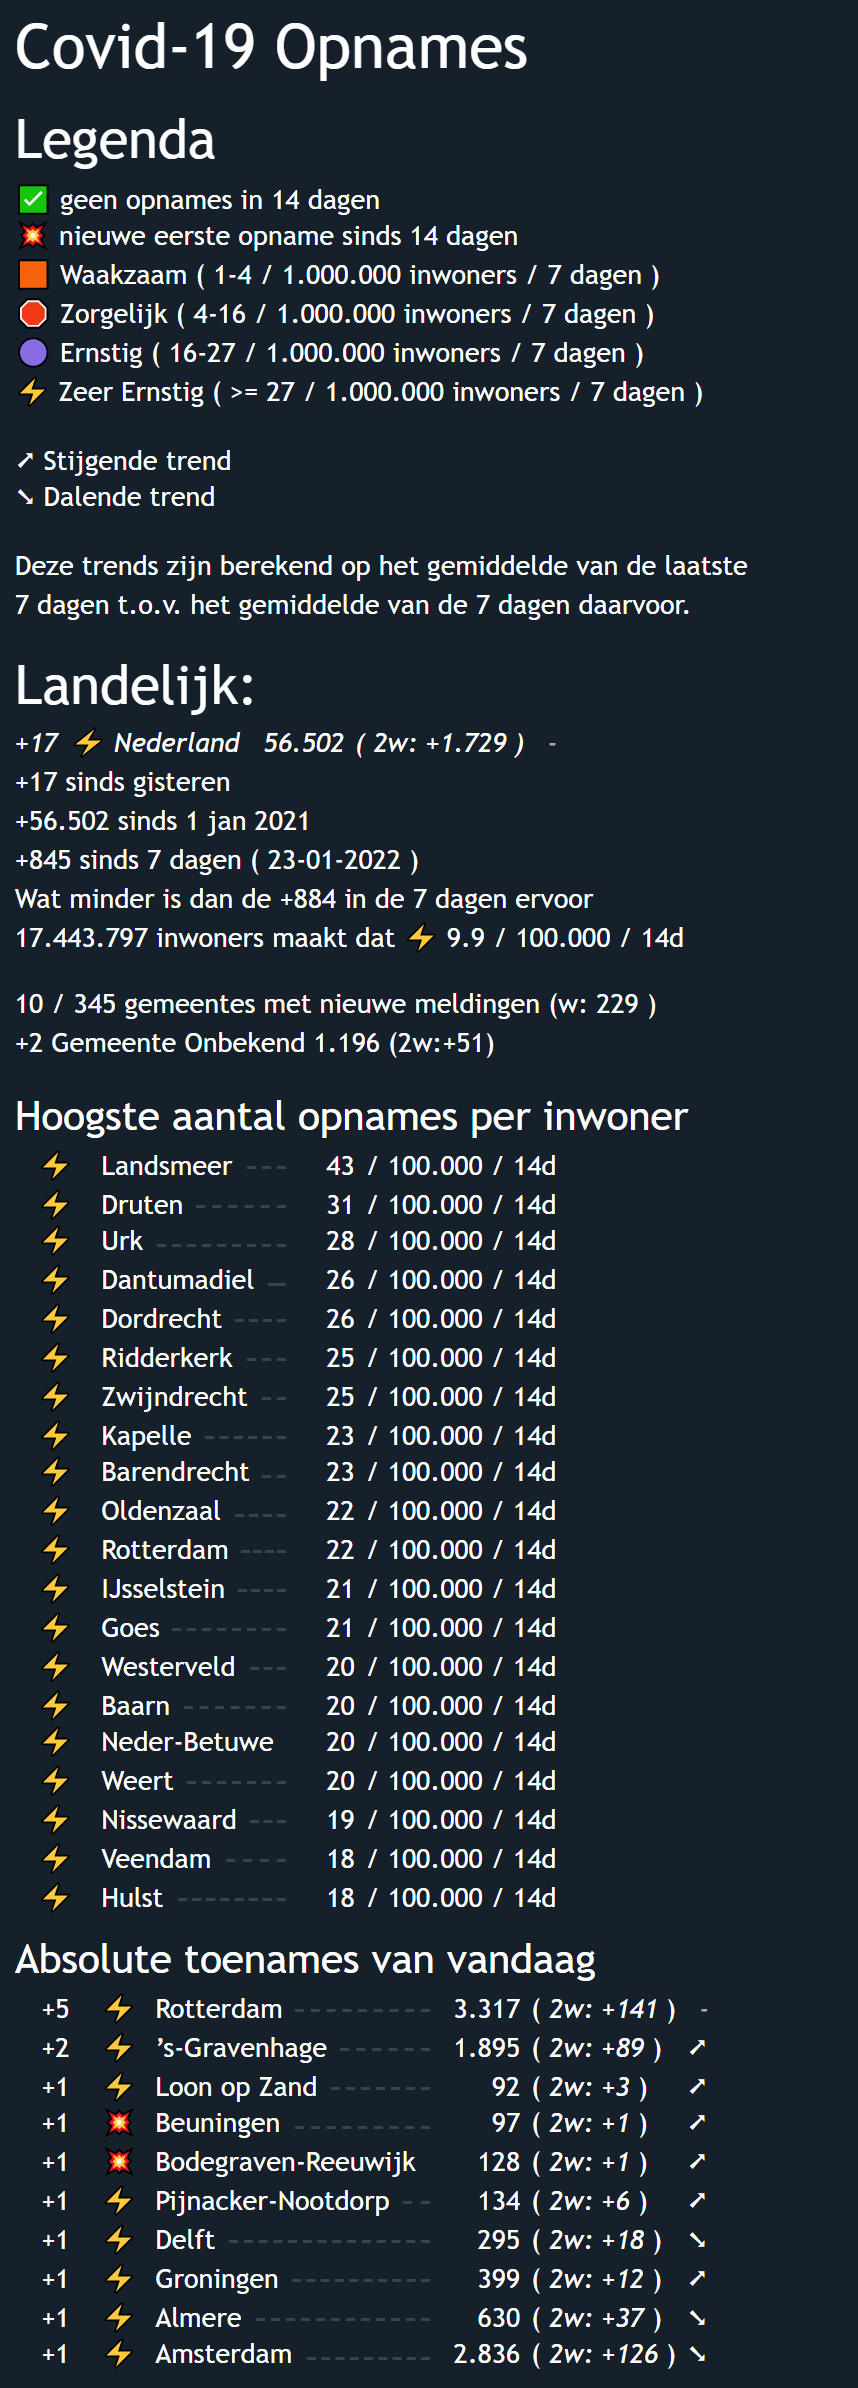 Covid-19 Opnames
Legenda
✅ geen opnames in 14 dagen
💥 nieuwe eerste opname sinds 14 dagen
🟧 Waakzaam ( 1-4 / 1.000.000 inwoners / 7 dagen )
🛑 Zorgelijk ( 4-16 / 1.000.000 inwoners / 7 dagen )
🟣 Ernstig ( 16-27 / 1.000.000 inwoners / 7 dagen )
⚡ Zeer Ernstig ( >= 27 / 1.000.000 inwoners / 7 dagen )
➚ Stijgende trend
➘ Dalende trend
Deze trends zijn berekend op het gemiddelde van de laatste
7 dagen t.o.v. het gemiddelde van de 7 dagen daarvoor.
Landelijk:
+17 ⚡ Nederland 56.502 ( 2w: +1.729 ) -
+17 sinds gisteren
+56.502 sinds 1 jan 2021
+845 sinds 7 dagen ( 23-01-2022 )
Wat minder is dan de +884 in de 7 dagen ervoor
17.443.797 inwoners maakt dat ⚡ 9.9 / 100.000 / 14d
10 / 345 gemeentes met nieuwe meldingen (w: 229 )
+2 Gemeente Onbekend 1.196 (2w:+51)
Hoogste aantal opnames per inwoner
⚡ Landsmeer --- 43 / 100.000 / 14d
⚡ Druten ------ 31 / 100.000 / 14d
⚡ Urk --------- 28 / 100.000 / 14d
⚡ Dantumadiel — 26 / 100.000 / 14d
⚡ Dordrecht ---- 26 / 100.000 / 14d
⚡ Ridderkerk --- 25 / 100.000 / 14d
⚡ Zwijndrecht -- 25 / 100.000 / 14d
⚡ Kapelle ------ 23 / 100.000 / 14d
⚡ Barendrecht -- 23 / 100.000 / 14d
⚡ Oldenzaal ---- 22 / 100.000 / 14d
⚡ Rotterdam ---- 22 / 100.000 / 14d
⚡ IJsselstein ---- 21 / 100.000 / 14d
⚡ Goes -------- 21 / 100.000 / 14d
⚡ Westerveld --- 20 / 100.000 / 14d
⚡ Baarn ------- 20 / 100.000 / 14d
⚡ Neder-Betuwe 20 / 100.000 / 14d
⚡ Weert ------- 20 / 100.000 / 14d
⚡ Nissewaard --- 19 / 100.000 / 14d
⚡ Veendam ---- 18 / 100.000 / 14d
⚡ Hulst -------- 18 / 100.000 / 14d
Absolute toenames van vandaag
+5 ⚡ Rotterdam --------- 3.317 ( 2w: +141 ) -
+2 ⚡ ’s-Gravenhage ------ 1.895 ( 2w: +89 ) ➚
+1 ⚡ Loon op Zand ------- 92 ( 2w: +3 ) ➚
+1 💥 Beuningen --------- 97 ( 2w: +1 ) ➚
+1 💥 Bodegraven-Reeuwijk 128 ( 2w: +1 ) ➚
+1 ⚡ Pijnacker-Nootdorp -- 134 ( 2w: +6 ) ➚
+1 ⚡ Delft -------------- 295 ( 2w: +18 ) ➘
+1 ⚡ Groningen ---------- 399 ( 2w: +12 ) ➚
+1 ⚡ Almere ------------ 630 ( 2w: +37 ) ➘
+1 ⚡ Amsterdam --------- 2.836 ( 2w: +126 ) ➘